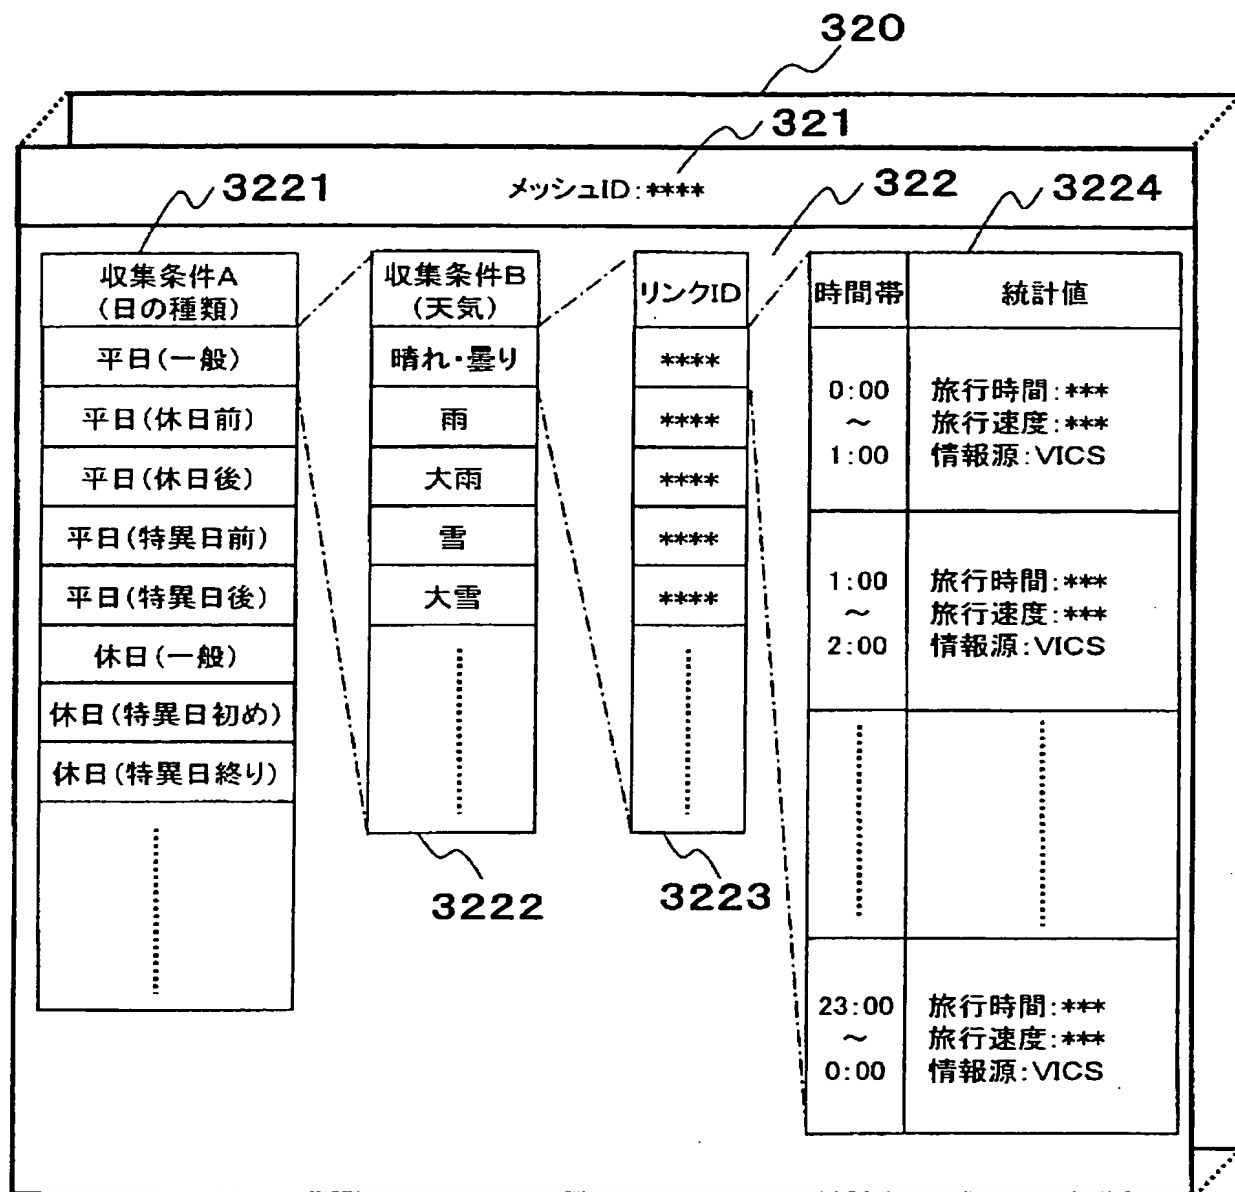 320
321
メッシュID:****
3221
322
3224
収集条件A
(日の種類)
平日(一般)
平日(休日前)
平日(休日後)
平日(特異日前)
平日(特異日後)
休日(一般)
休日(特異日初め)
休日(特異日終り)
収集条件B
(天気)
晴れ・曇り
雨
大雨
雪
大雪
3222
リンクID
****
****
****
****
****
3223
時間帯
統計値
0:00
～
1:00
旅行時間:***
旅行速度:***
情報源:VICS
1:00
～
2:00
旅行時間:***
旅行速度:***
情報源:VICS
23:00
～
0:00
旅行時間:***
旅行速度:***
情報源:VICS